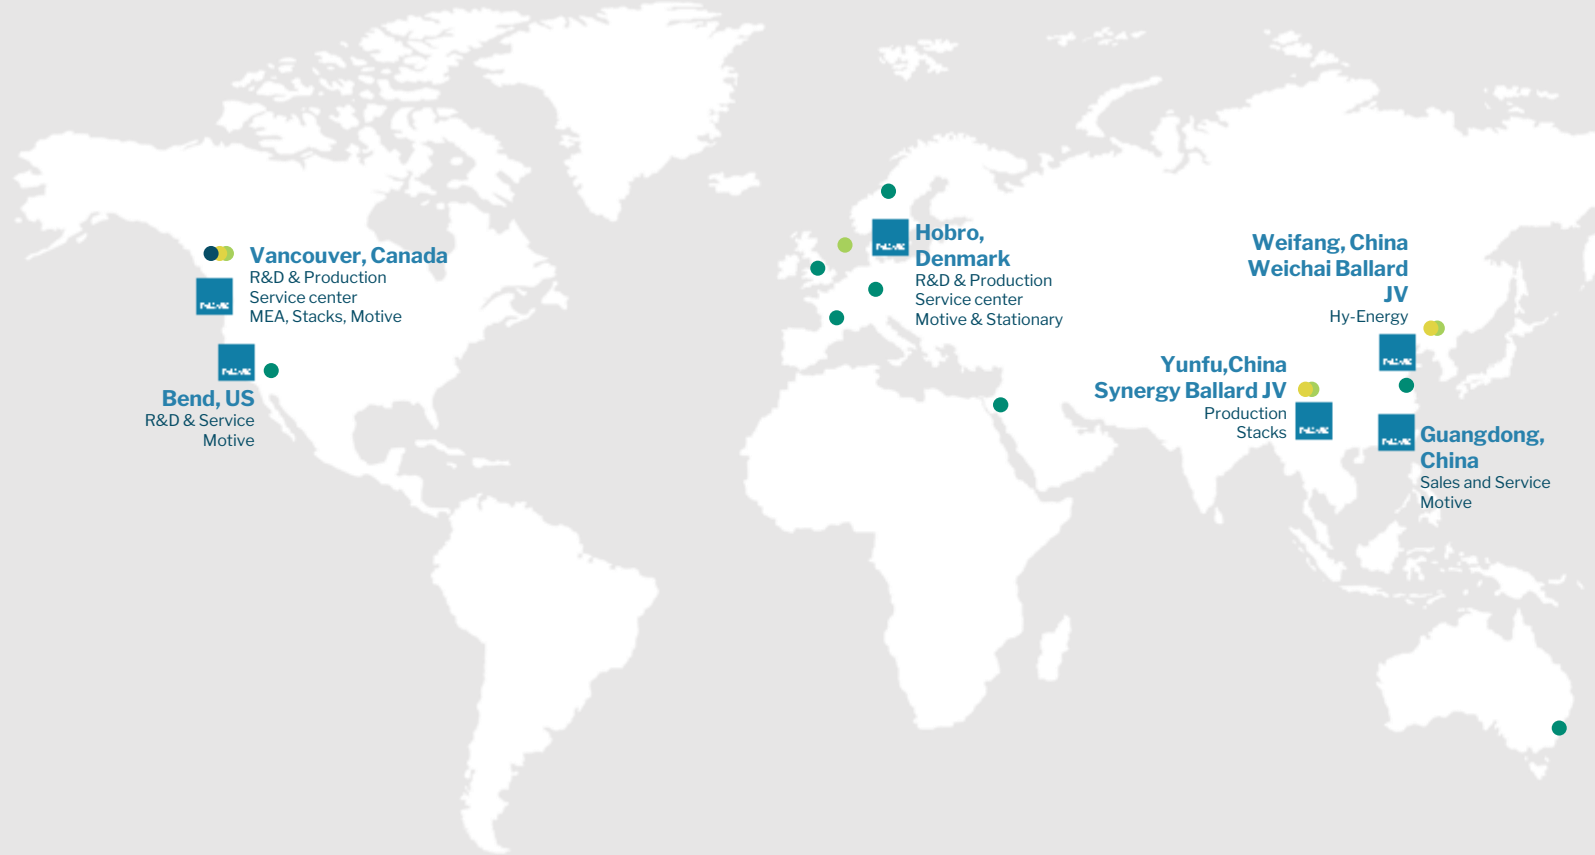 Vancouver, Canada
R&D & Production
Service center
MEA, Stacks, Motive
Bend, US
R&D & Service
Motive
Hobro,
Denmark
R&D & Production
Service center
Motive & Stationary
Weifang, China
Weichai Ballard
JV
Hy-Energy
Yunfu,China
Synergy Ballard JV
Production
Stacks
Guangdong,
China
Sales and Service
Motive